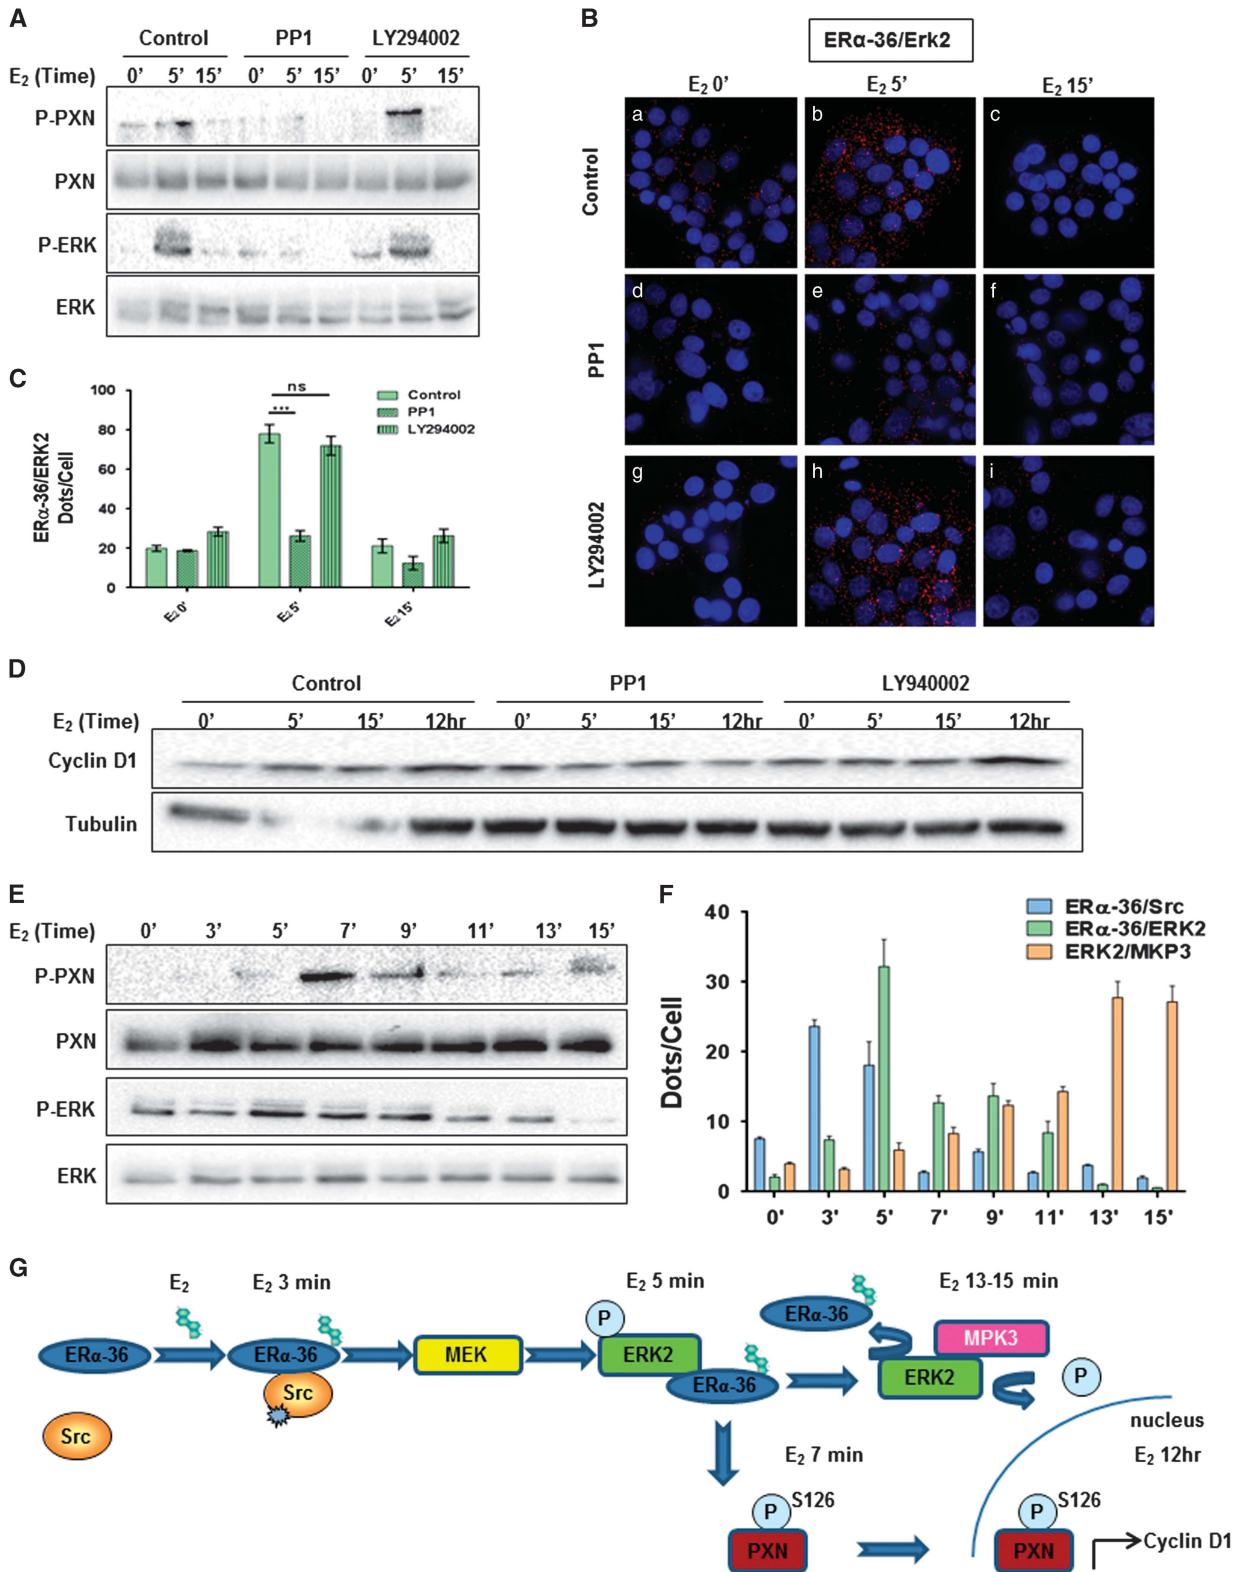 A
Control PP1 LY294002
E₂ (Time) 0' 5' 15' 0' 5' 15' 0' 5' 15'
P-PXN
PXN
P-ERK
ERK
B
ERα-36/Erk2
E₂ 0' E₂ 5' E₂ 15'
Control
a b c
PP1
d e f
LY294002
g h i
C
ERα-36/ERK2
Dots/Cell
100
80
60
40
20
0
ns
***
Control
PP1
LY294002
E₂ 0' E₂ 5' E₂ 15'
D
Control PP1 LY940002
E₂ (Time) 0' 5' 15' 12hr 0' 5' 15' 12hr 0' 5' 15' 12hr
Cyclin D1
Tubulin
E
E₂ (Time) 0' 3' 5' 7' 9' 11' 13' 15'
P-PXN
PXN
P-ERK
ERK
F
Dots/Cell
40
30
20
10
0
ERα-36/Src
ERα-36/ERK2
ERK2/MKP3
0' 3' 5' 7' 9' 11' 13' 15'
G
E₂ E₂ 3 min E₂ 5 min E₂ 13-15 min
ERα-36 ERα-36 MEK P ERK2 ERα-36 ERα-36 MPK3 ERK2 P
Src Src
nucleus
E₂ 7 min E₂ 12hr
P S126 P S126
PXN PXN Cyclin D1